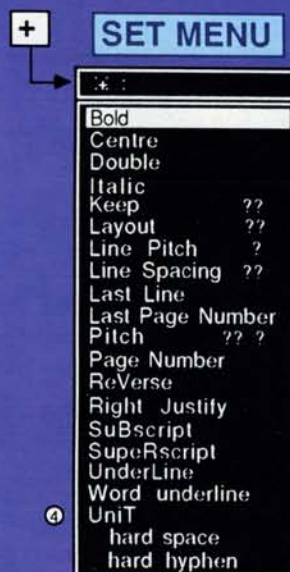 + SET MENU
:+ :
Bold
Centre
Double
Italic
Keep ??
Layout ??
Line Pitch ?
Line Spacing ??
Last Line
Last Page Number
Pitch ?? ?
Page Number
ReVerse
Right Justify
SuBscript
SupeRscript
UnderLine
Word underline
④ UniT
hard space
hard hyphen